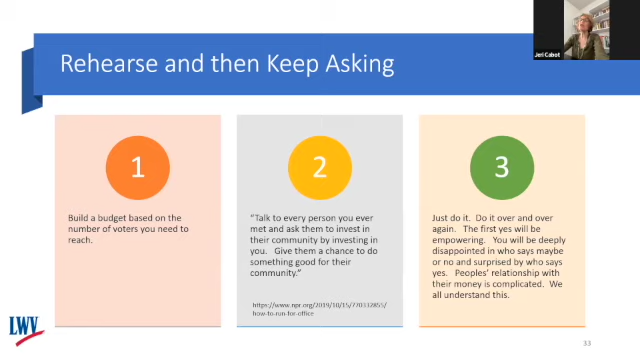 Jeri Cabot
Rehearse and then Keep Asking
1
Build a budget based on the
number of voters you need to
reach.
2
“Talk to every person you ever
met and ask them to invest in
their community by investing in
you.   Give them a chance to do
something good for their
community.”
https://www.npr.org/2019/10/15/770332855/
how-to-run-for-office
3
Just do it.  Do it over and over
again.   The first yes will be
empowering.   You will be deeply
disappointed in who says maybe
or no and surprised by who says
yes.   Peoples’ relationship with
their money is complicated.   We
all understand this.
LWV
33